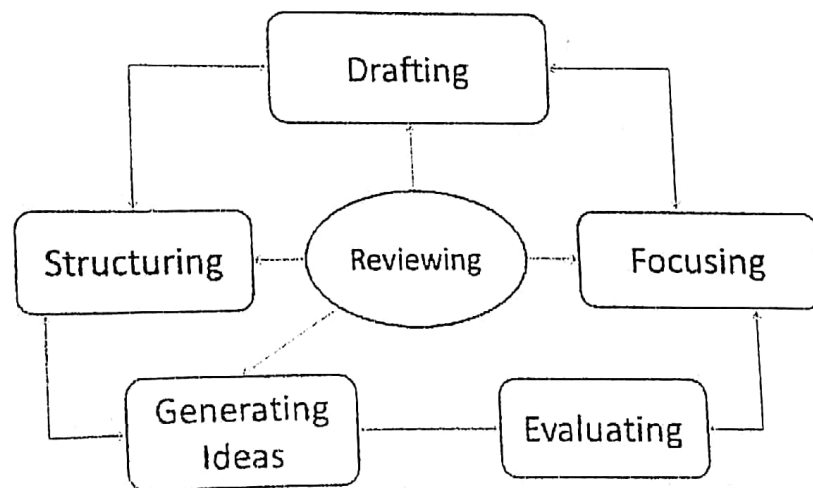 Drafting
Structuring
Reviewing
Focusing
Generating
Ideas
Evaluating